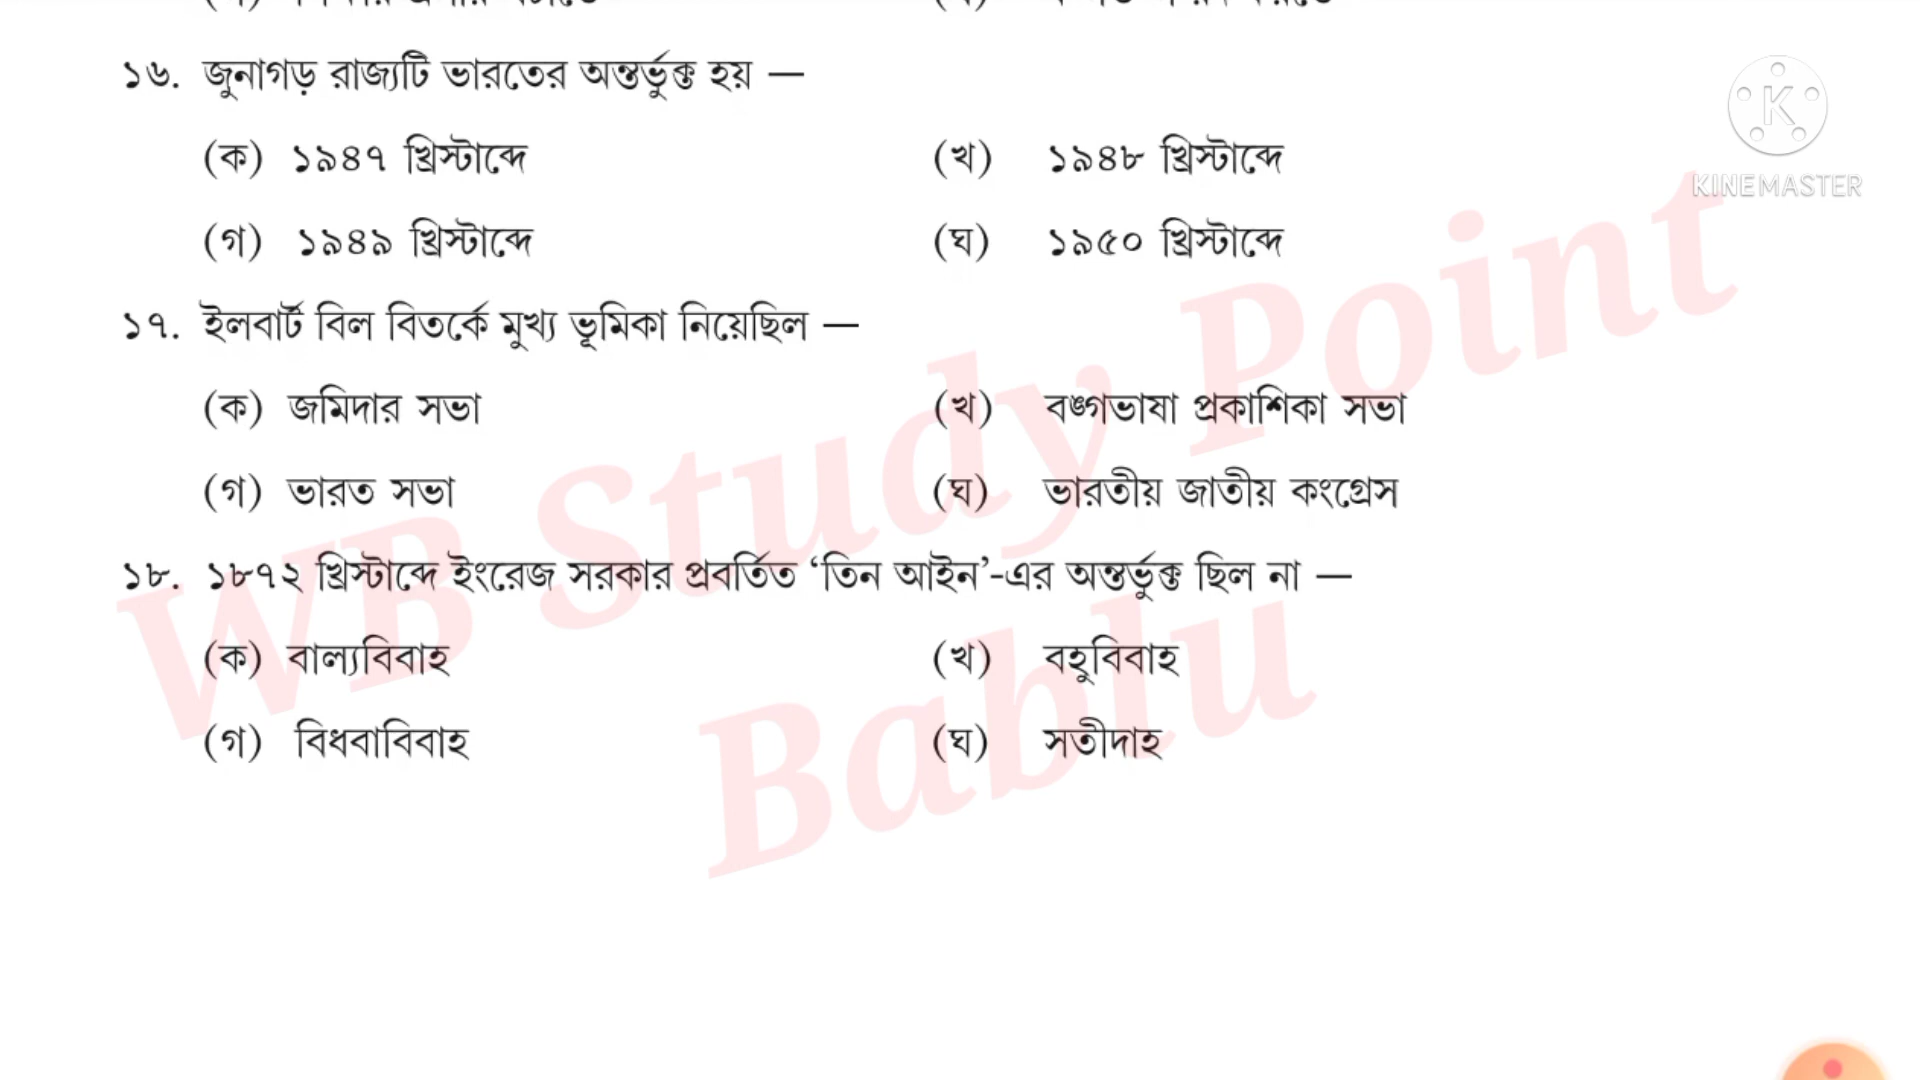 ১৬. জুনাগড় রাজ্যটি ভারতের অন্তর্ভুক্ত হয় —
(ক) ১৯৪৭ খ্রিস্টাব্দে (খ) ১৯৪৮ খ্রিস্টাব্দে
(গ) ১৯৪৯ খ্রিস্টাব্দে (ঘ) ১৯৫০ খ্রিস্টাব্দে
১৭. ইলবার্ট বিল বিতর্কে মুখ্য ভূমিকা নিয়েছিল —
(ক) জমিদার সভা (খ) বঙ্গভাষা প্রকাশিকা সভা
(গ) ভারত সভা (ঘ) ভারতীয় জাতীয় কংগ্রেস
১৮. ১৮৭২ খ্রিস্টাব্দে ইংরেজ সরকার প্রবর্তিত ‘তিন আইন’-এর অন্তর্ভুক্ত ছিল না —
(ক) বাল্যবিবাহ (খ) বহুবিবাহ
(গ) বিধবাবিবাহ (ঘ) সতীদাহ
K
KINEMASTER
WB Study Point
Bablu